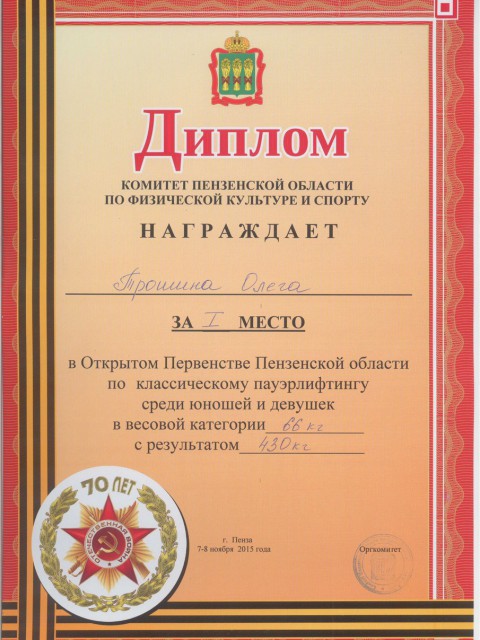 Диплом
КОМИТЕТ ПЕНЗЕНСКОЙ ОБЛАСТИ
ПО ФИЗИЧЕСКОЙ КУЛЬТУРЕ И СПОРТУ
НАГРАЖДАЕТ
Трошина Олега
ЗА I МЕСТО
в Открытом Первенстве Пензенской области
по классическому пауэрлифтингу
среди юношей и девушек
в весовой категории 66 кг
с результатом 430 кг
70 ЛЕТ
ОТЕЧЕСТВЕННАЯ ВОЙНА
г. Пенза
7-8 ноября 2015 года
Оргкомитет